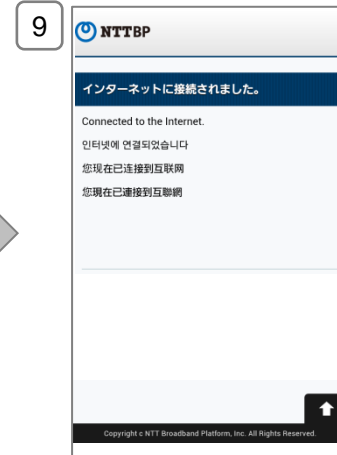 9
NTTBP
インターネットに接続されました。
Connected to the Internet.
인터넷에 연결되었습니다
您现在已连接到互联网
您現在已連接到互聯網
Copyright c NTT Broadband Platform, Inc. All Rights Reserved.